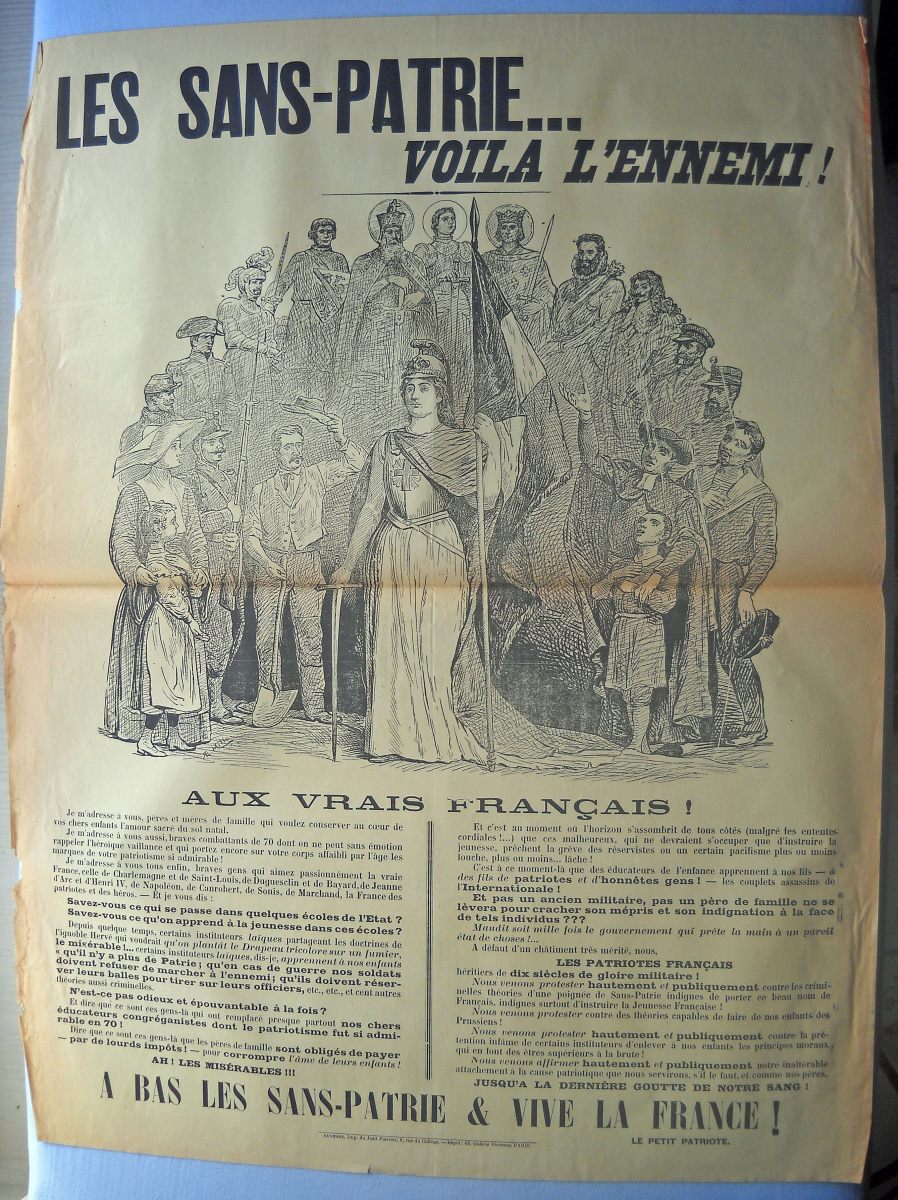 LES SANS-PATRIE...
VOILA L'ENNEMI !
AUX VRAIS FRANÇAIS !
Je m'adresse à vous, pères et mères de famille qui voulez conserver au cœur de
vos chers enfants l'amour sacré du sol natal.
Je m'adresse à vous aussi, braves combattants de 70 dont on ne peut sans émotion
rappeler l'héroïque vaillance et qui portez encore sur votre corps affaibli par l'âge les
marques de votre patriotisme si admirable !
Je m'adresse à vous tous enfin, braves gens qui aimez passionnément la vraie
France, celle de Charlemagne et de Saint-Louis, de Duguesclin et de Bayard, de Jeanne
d'Arc et d'Henri IV, de Napoléon, de Canrobert, de Sonis, de Marchand, la France des
patriotes et des héros. — Et je vous dis :
Savez-vous ce qui se passe dans quelques écoles de l'Etat ?
Savez-vous ce qu'on apprend à la jeunesse dans ces écoles ?
Depuis quelque temps, certains instituteurs laïques partageant les doctrines de
l'ignoble Hervé qui voudrait qu'on plantât le Drapeau tricolore sur un fumier,
le misérable !... certains instituteurs laïques, dis-je, apprennent à nos enfants
« qu'il n'y a plus de Patrie ; qu'en cas de guerre nos soldats
doivent refuser de marcher à l'ennemi ; qu'ils doivent réser-
ver leurs balles pour tirer sur leurs officiers, etc., etc., et cent autres
théories aussi criminelles.
N'est-ce pas odieux et épouvantable à la fois ?
Et dire que ce sont ces gens-là qui ont remplacé presque partout nos chers
éducateurs congréganistes dont le patriotisme fut si admi-
rable en 70 !
Dire que ce sont ces gens-là que les pères de famille sont obligés de payer
— par de lourds impôts ! — pour corrompre l'âme de leurs enfants !
AH ! LES MISÉRABLES !!!
Et c'est au moment où l'horizon s'assombrit de tous côtés (malgré les ententes
cordiales !...) que ces malheureux, qui ne devraient s'occuper que d'instruire la
jeunesse, prêchent la grève des réservistes ou un certain pacifisme plus ou moins
louche, plus ou moins... lâche !
C'est à ce moment-là que des éducateurs de l'enfance apprennent à nos fils — à
des fils de patriotes et d'honnêtes gens ! — les couplets assassins de
l'Internationale !
Et pas un ancien militaire, pas un père de famille ne se
lèvera pour cracher son mépris et son indignation à la face
de tels individus ???
Maudit soit mille fois le gouvernement qui prête la main à un pareil
état de choses !...
A défaut d'un châtiment très mérité, nous,
LES PATRIOTES FRANÇAIS
héritiers de dix siècles de gloire militaire !
Nous venons protester hautement et publiquement contre les crimi-
nelles théories d'une poignée de Sans-Patrie indignes de porter ce beau nom de
Français, indignes surtout d'instruire la Jeunesse Française !
Nous venons protester contre des théories capables de faire de nos enfants des
Prussiens !
Nous venons protester hautement et publiquement contre la pré-
tention infâme de certains instituteurs d'enlever à nos enfants les principes moraux
qui en font des êtres supérieurs à la brute !
Nous venons affirmer hautement et publiquement notre inaltérable
attachement à la cause patriotique que nous servirons, s'il le faut, et comme nos pères,
JUSQU'A LA DERNIÈRE GOUTTE DE NOTRE SANG !
A BAS LES SANS-PATRIE & VIVE LA FRANCE !
LE PETIT PATRIOTE.
Imp. du Petit Patriote, 8, rue du Collège. — Dépôt : Galerie Vivienne, PARIS.